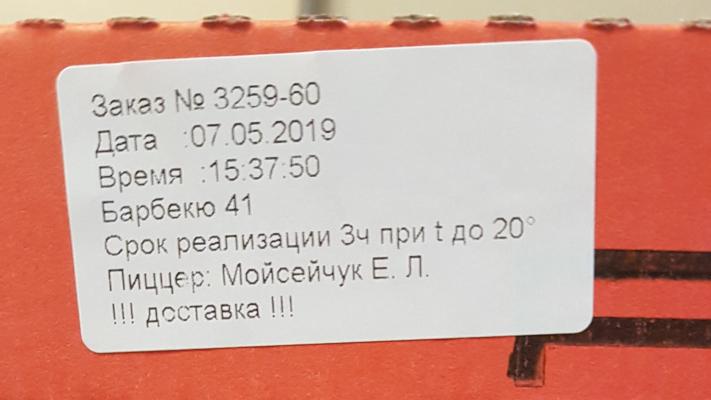 Заказ № 3259-60
Дата :07.05.2019
Время :15:37:50
Барбекю 41
Срок реализации 3ч при t до 20°
Пиццер: Мойсейчук Е. Л.
!!! доставка !!!